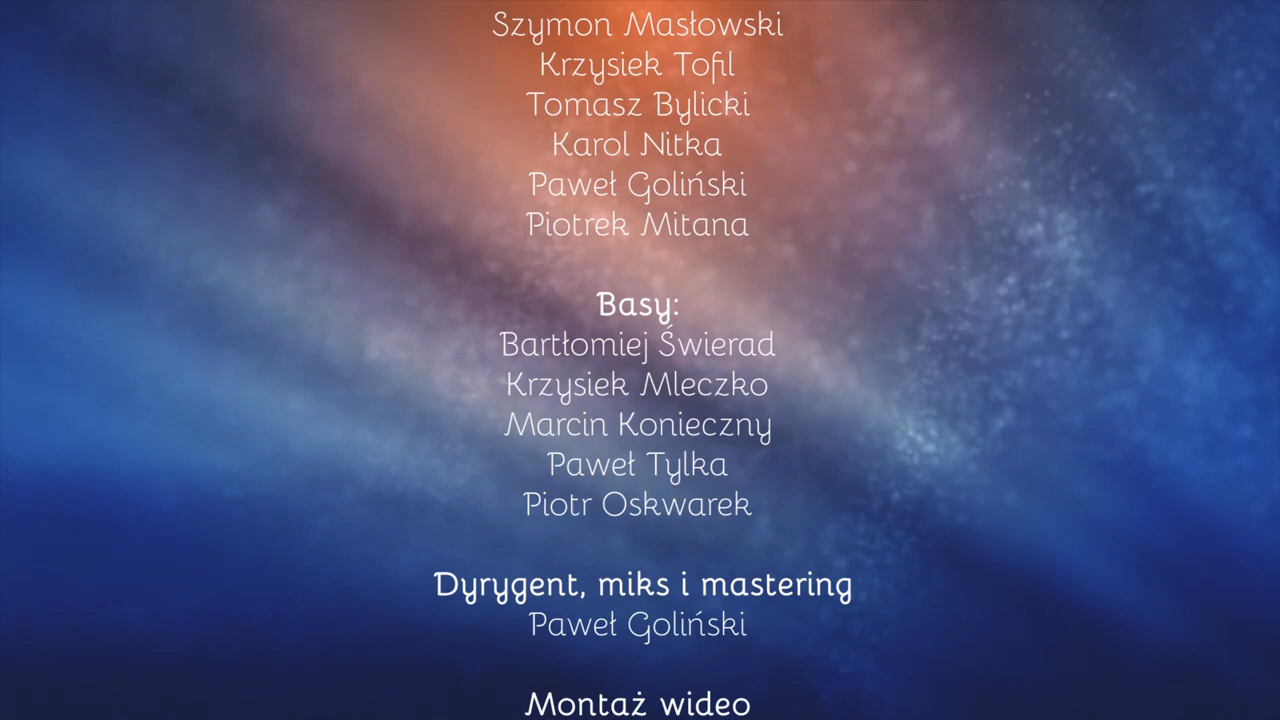 Szymon Masłowski
Krzysiek Tofil
Tomasz Bylicki
Karol Nitka
Paweł Goliński
Piotrek Mitana
Basy:
Bartłomiej Świerad
Krzysiek Mleczko
Marcin Konieczny
Paweł Tylka
Piotr Oskwarek
Dyrygent, miks i mastering
Paweł Goliński
Montaż wideo